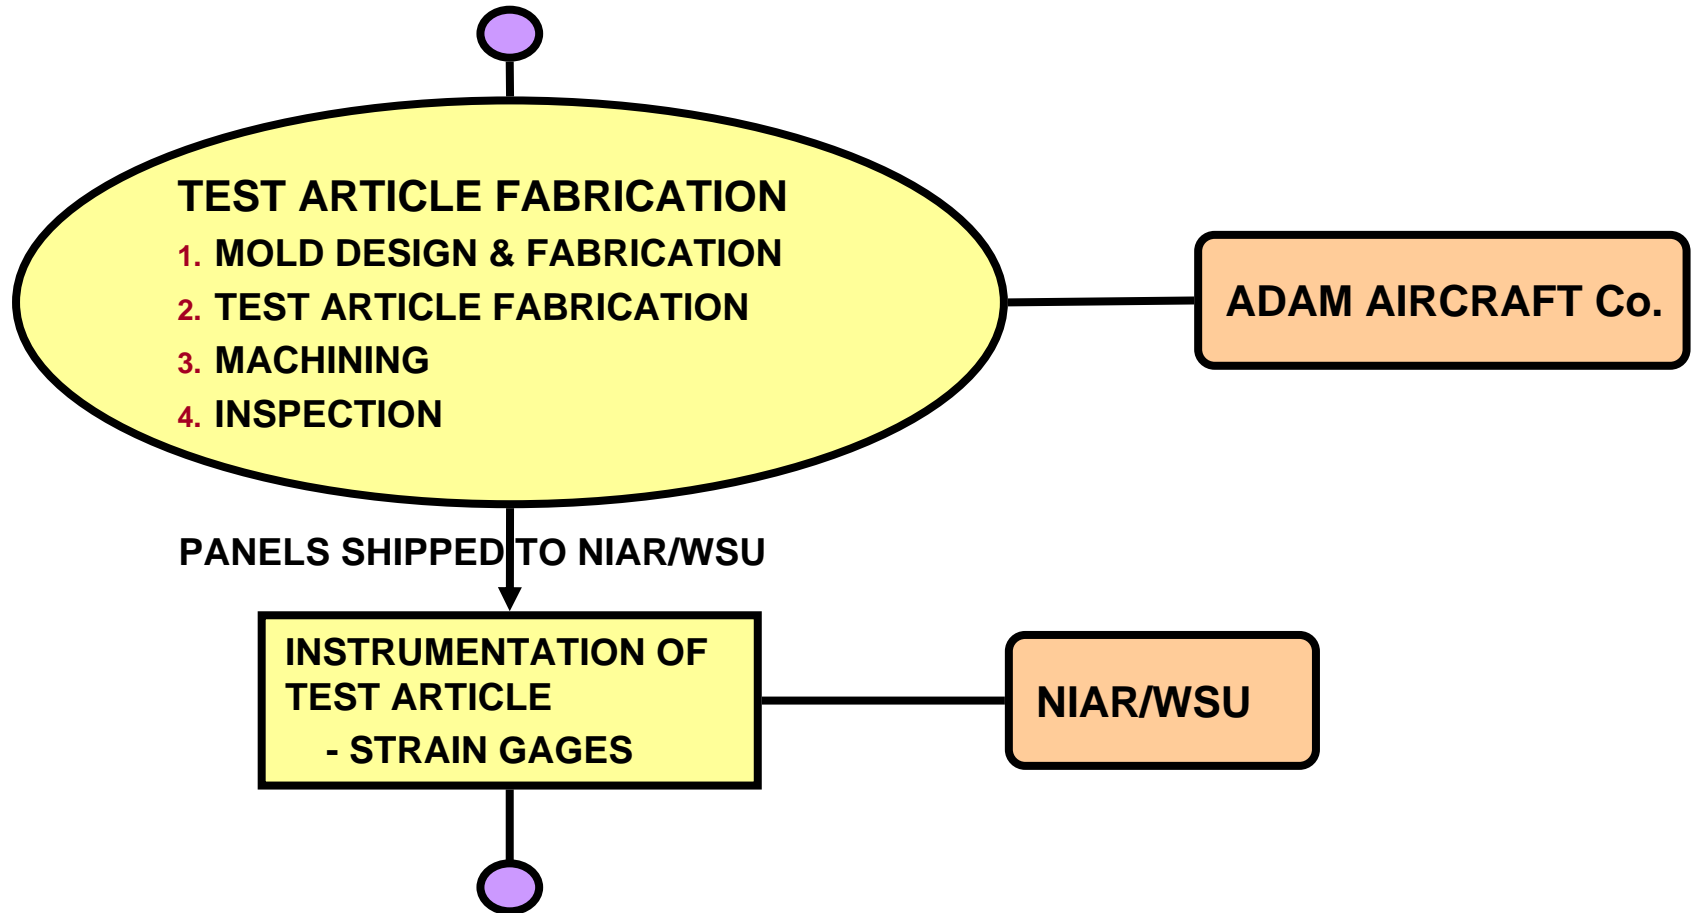 TEST ARTICLE FABRICATION
1. MOLD DESIGN & FABRICATION
2. TEST ARTICLE FABRICATION
3. MACHINING
4. INSPECTION
ADAM AIRCRAFT Co.
PANELS SHIPPED TO NIAR/WSU
INSTRUMENTATION OF
TEST ARTICLE
- STRAIN GAGES
NIAR/WSU